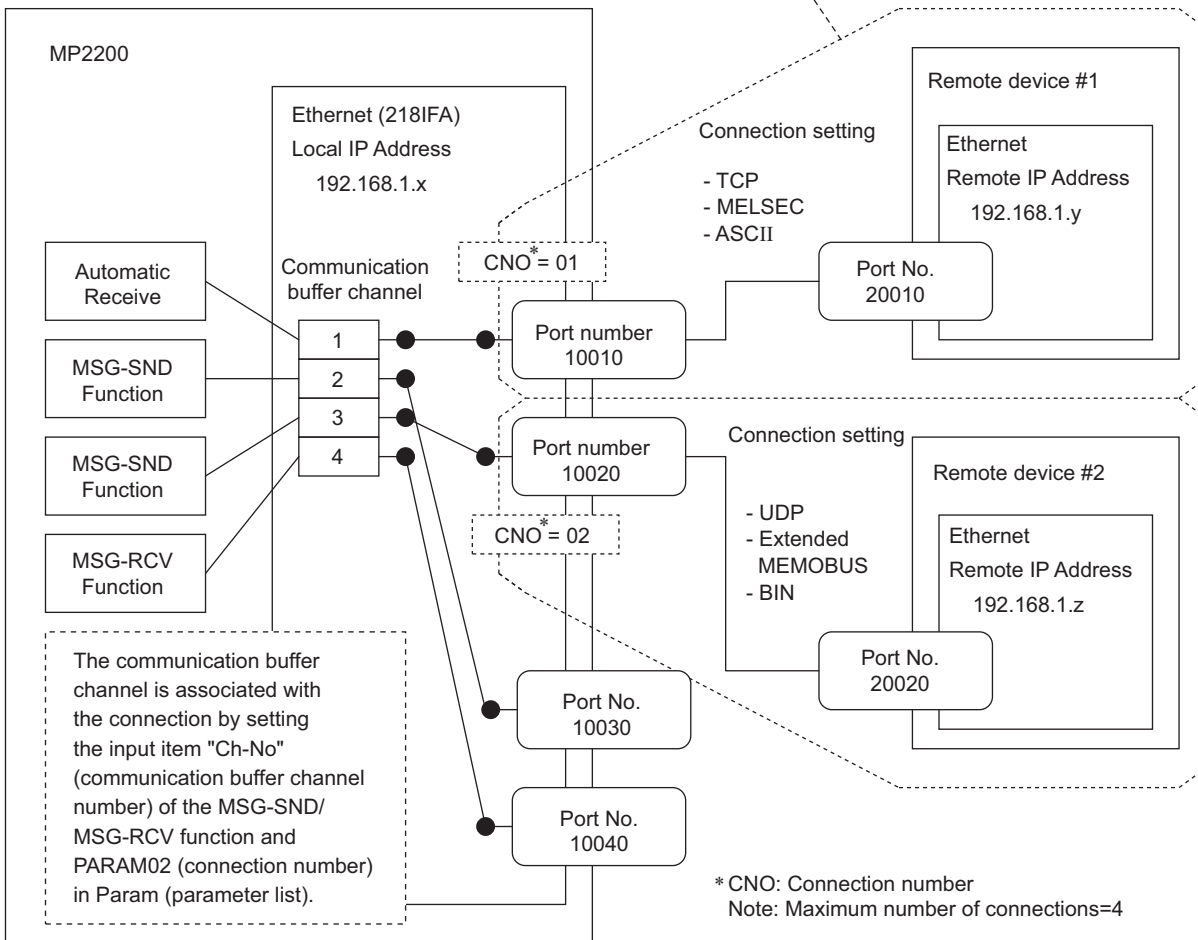 MP2200
Ethernet (218IFA)
Local IP Address
192.168.1.x
Automatic
Receive
MSG-SND
Function
MSG-SND
Function
MSG-RCV
Function
Communication
buffer channel
1
2
3
4
CNO* = 01
Port number
10010
Port number
10020
CNO* = 02
Port No.
10030
Port No.
10040
The communication buffer
channel is associated with
the connection by setting
the input item "Ch-No"
(communication buffer channel
number) of the MSG-SND/
MSG-RCV function and
PARAM02 (connection number)
in Param (parameter list).
Connection setting
- TCP
- MELSEC
- ASCII
Remote device #1
Ethernet
Remote IP Address
192.168.1.y
Port No.
20010
Connection setting
- UDP
- Extended
MEMOBUS
- BIN
Remote device #2
Ethernet
Remote IP Address
192.168.1.z
Port No.
20020
* CNO: Connection number
Note: Maximum number of connections=4